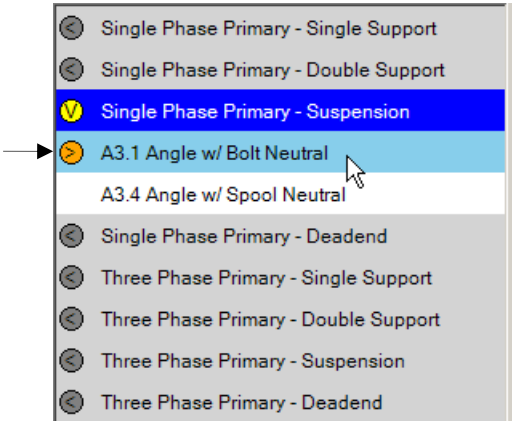 Single Phase Primary - Single Support
Single Phase Primary - Double Support
Single Phase Primary - Suspension
A3.1 Angle w/ Bolt Neutral
A3.4 Angle w/ Spool Neutral
Single Phase Primary - Deadend
Three Phase Primary - Single Support
Three Phase Primary - Double Support
Three Phase Primary - Suspension
Three Phase Primary - Deadend